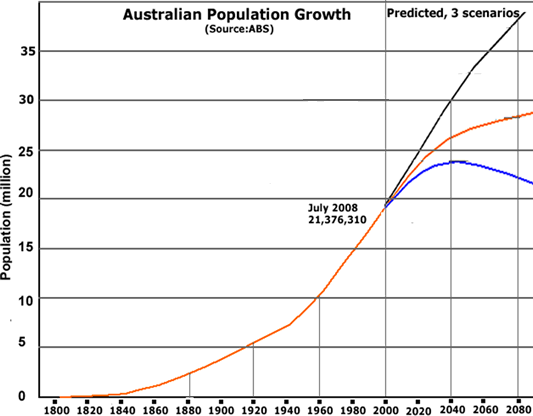 Australian Population Growth
(Source:ABS)
Predicted, 3 scenarios
Population (million)
35
30
25
20
15
10
5
0
July 2008
21,376,310
1800 1820 1840 1860 1880 1900 1920 1940 1960 1980 2000 2020 2040 2060 2080